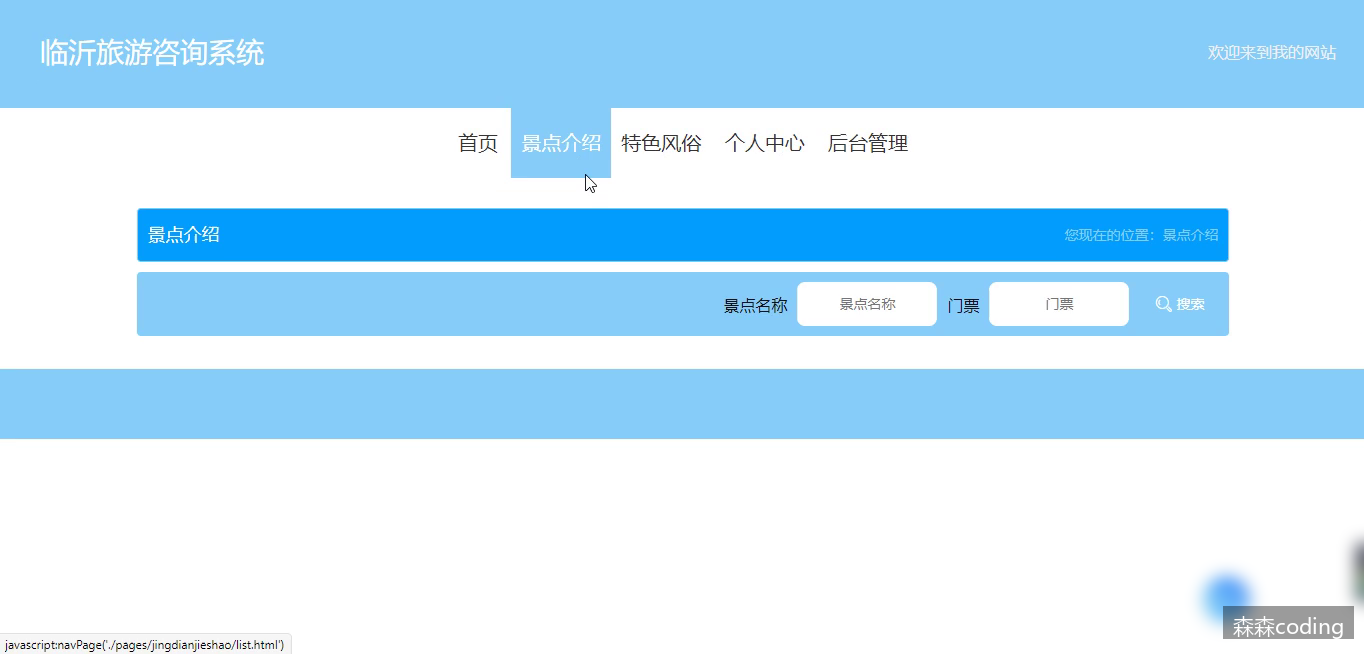 临沂旅游咨询系统
欢迎来到我的网站
首页 景点介绍 特色风俗 个人中心 后台管理
景点介绍
您现在的位置：景点介绍
景点名称 景点名称 门票 门票 搜索
javascript:navPage('./pages/jingdianjieshao/list.html')
森森coding